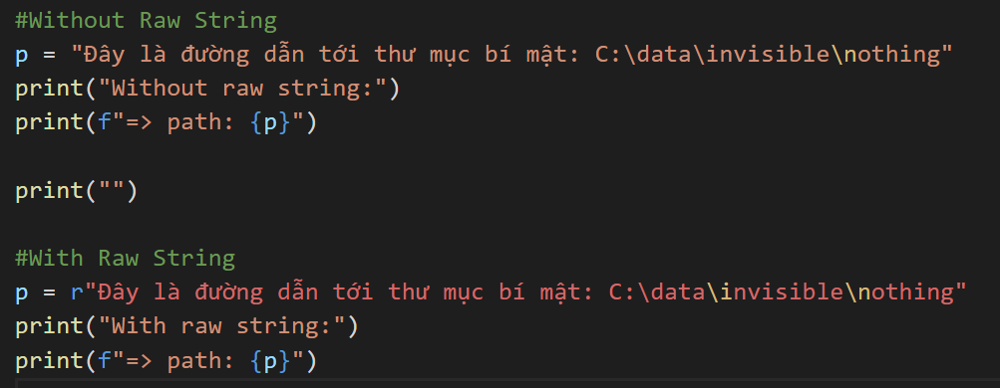 #Without Raw String
p = "Đây là đường dẫn tới thư mục bí mật: C:\data\invisible\nothing"
print("Without raw string:")
print(f"=> path: {p}")
print("")
#With Raw String
p = r"Đây là đường dẫn tới thư mục bí mật: C:\data\invisible\nothing"
print("With raw string:")
print(f"=> path: {p}")